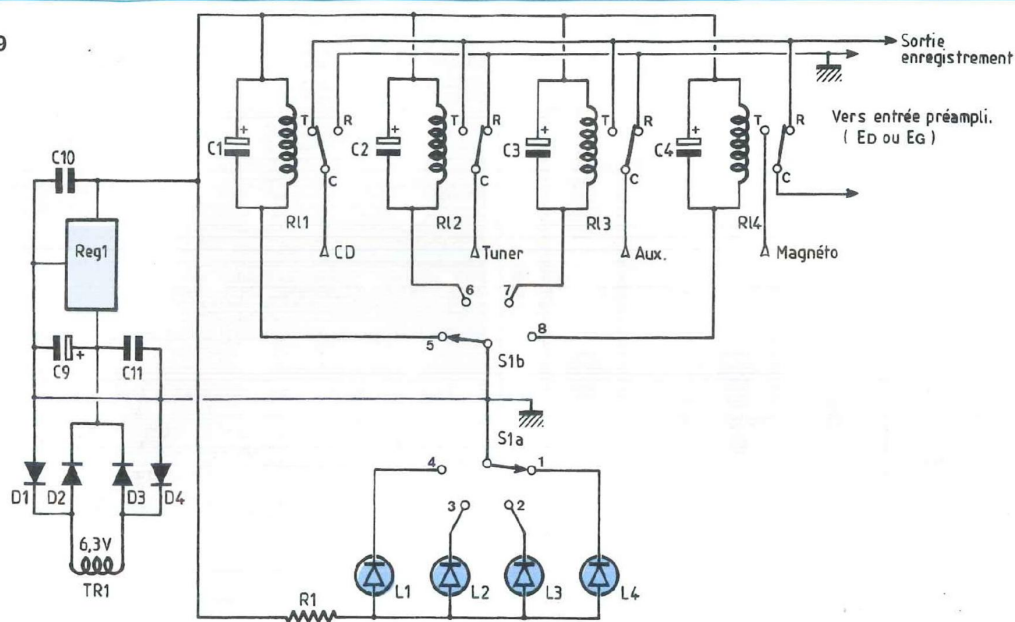 9
Sortie
enregistrement
Vers entrée préampli.
( ED ou EG )
T R T R T R T R
C1 + C2 + C3 + C4 +
C C C C
Rl1 Rl2 Rl3 Rl4
CD Tuner Aux. Magnéto
C10
Reg1
6 7
5 8
S1b
C9 + C11
S1a
4 1
3 2
D1 D2 D3 D4
6,3V
TR1
L1 L2 L3 L4
R1